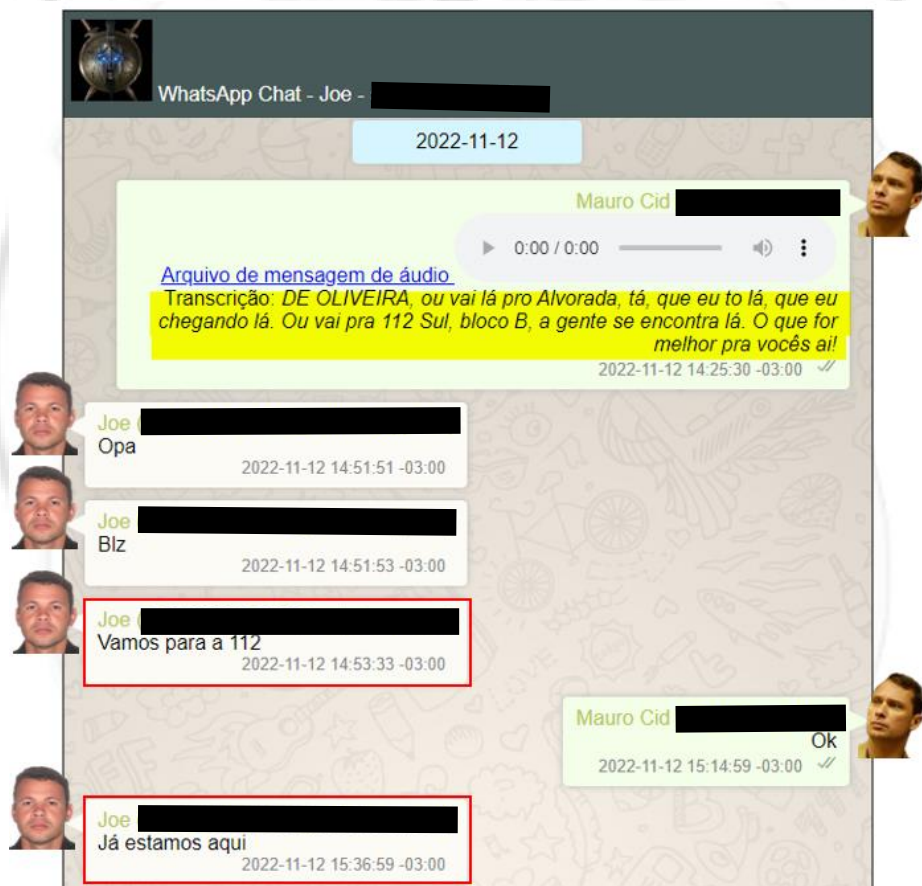 WhatsApp Chat - Joe -
2022-11-12
Mauro Cid
0:00 / 0:00
Arquivo de mensagem de áudio
Transcrição: DE OLIVEIRA, ou vai lá pro Alvorada, tá, que eu to lá, que eu
chegando lá. Ou vai pra 112 Sul, bloco B, a gente se encontra lá. O que for
melhor pra vocês ai!
2022-11-12 14:25:30 -03:00
Joe (
Opa
2022-11-12 14:51:51 -03:00
Joe
Blz
2022-11-12 14:51:53 -03:00
Joe (
Vamos para a 112
2022-11-12 14:53:33 -03:00
Mauro Cid
Ok
2022-11-12 15:14:59 -03:00
Joe
Já estamos aqui
2022-11-12 15:36:59 -03:00